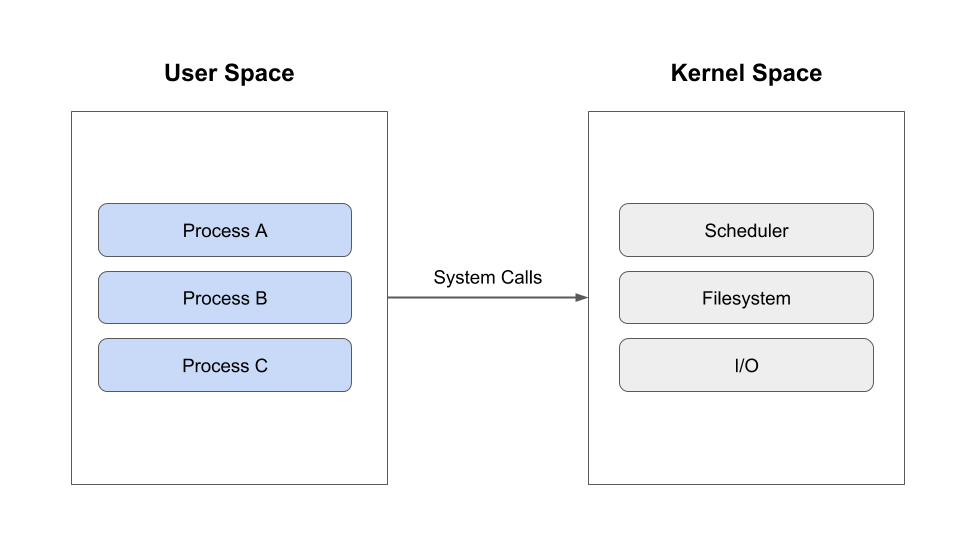 User Space
Kernel Space
Process A
Process B
Process C
System Calls
Scheduler
Filesystem
I/O